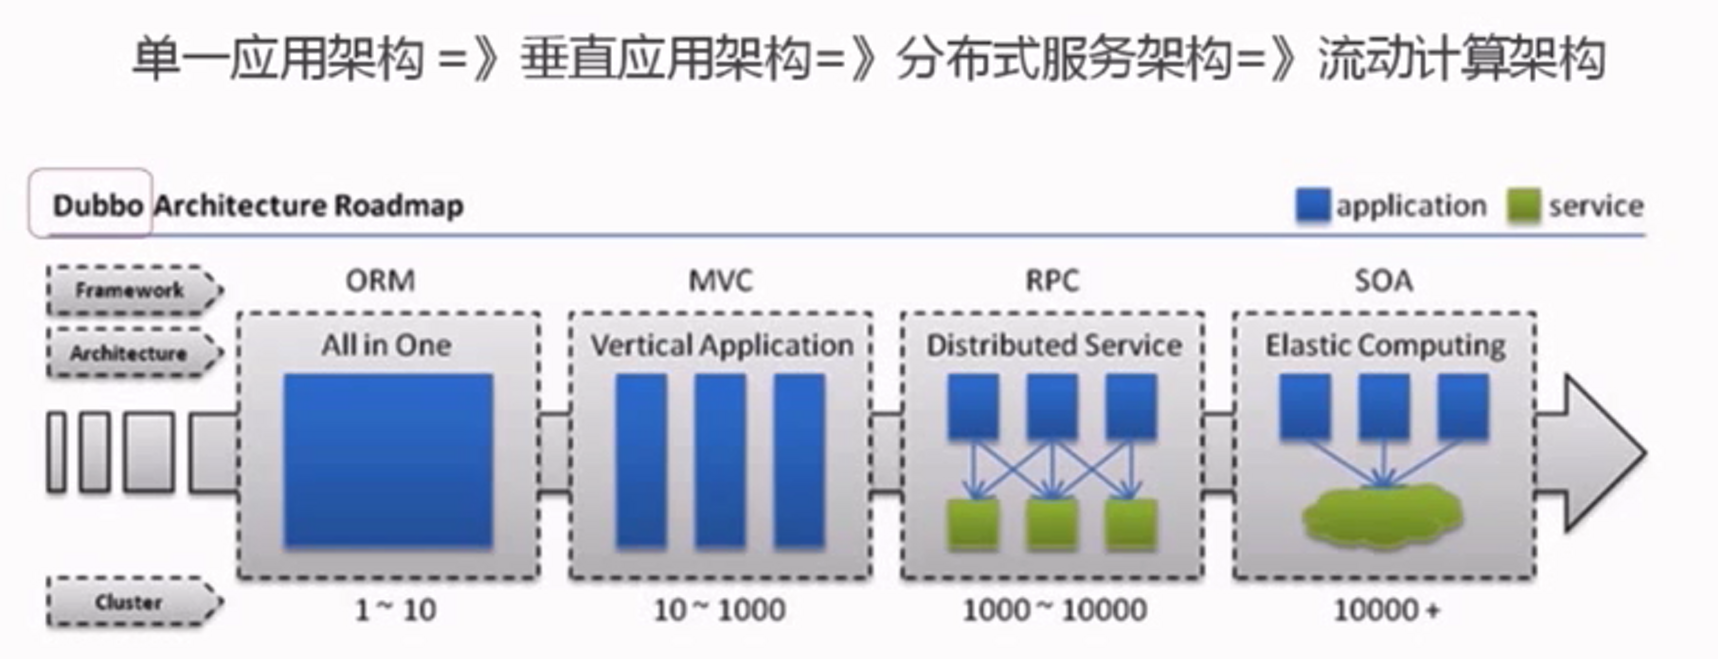 单一应用架构 =》垂直应用架构=》分布式服务架构=》流动计算架构
Dubbo Architecture Roadmap
application service
Framework
ORM MVC RPC SOA
Architecture
All in One Vertical Application Distributed Service Elastic Computing
Cluster
1 ~ 10 10 ~ 1000 1000 ~ 10000 10000 +